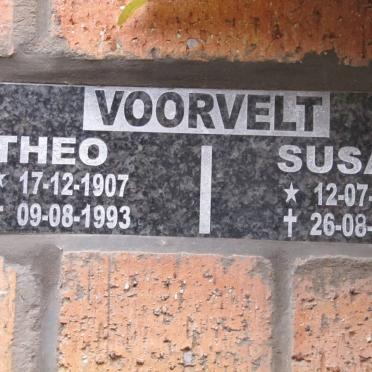 VOORVELT
THEO
17-12-1907
09-08-1993
SUSA
12-07-
26-08-